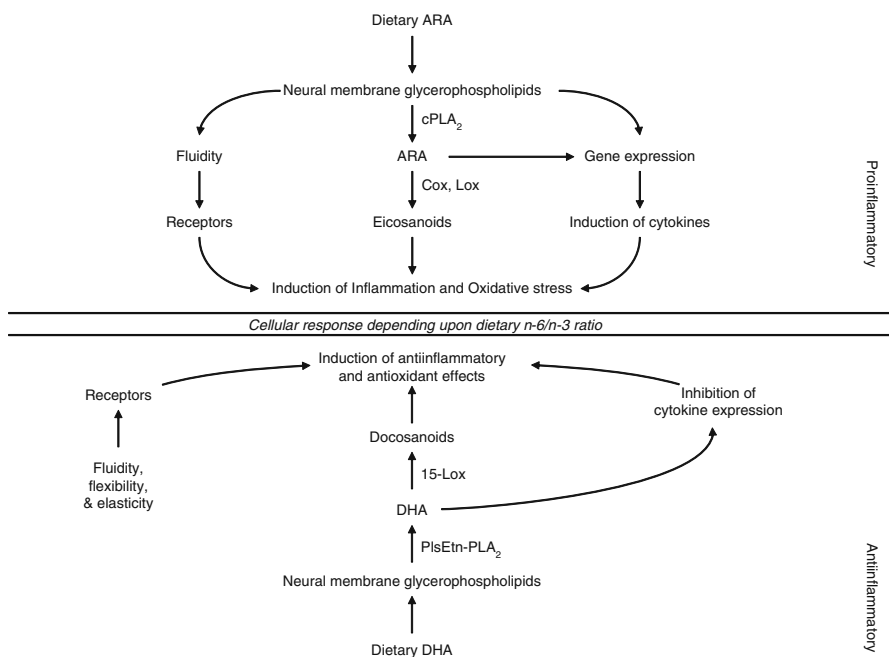 Dietary ARA
Neural membrane glycerophospholipids
cPLA2
Fluidity
ARA
Gene expression
Cox, Lox
Receptors
Eicosanoids
Induction of cytokines
Induction of Inflammation and Oxidative stress
Proinflammatory
Cellular response depending upon dietary n-6/n-3 ratio
Induction of antiinflammatory
and antioxidant effects
Receptors
Inhibition of
cytokine expression
Docosanoids
Fluidity,
flexibility,
& elasticity
15-Lox
DHA
PlsEtn-PLA2
Neural membrane glycerophospholipids
Dietary DHA
Antiinflammatory